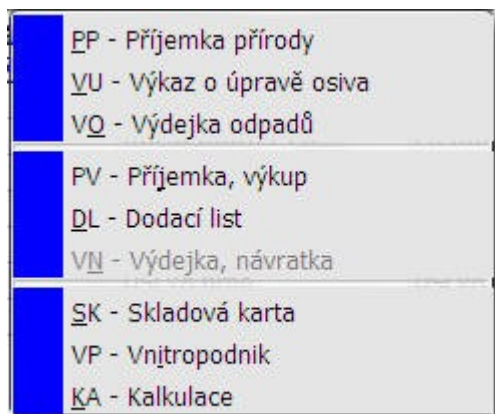 PP - Příjemka přírody
VU - Výkaz o úpravě osiva
VO - Výdejka odpadů
PV - Příjemka, výkup
DL - Dodací list
VN - Výdejka, návratka
SK - Skladová karta
VP - Vnitropodnik
KA - Kalkulace